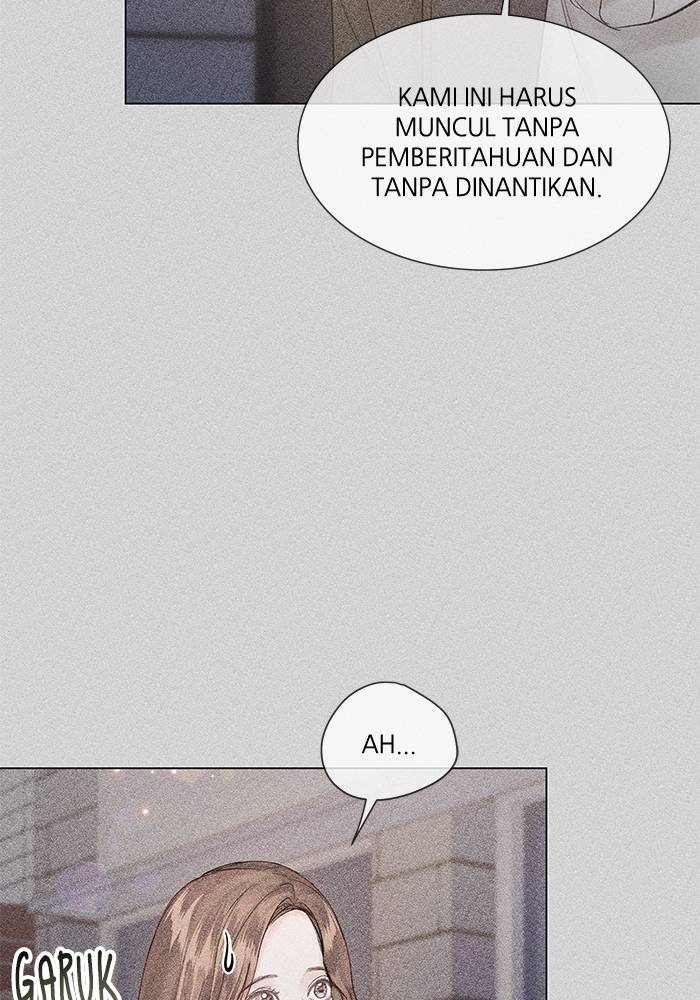 KAMI INI HARUS
MUNCUL TANPA
PEMBERITAHUAN DAN
TANPA DINANTIKAN.
AH...
GARUK